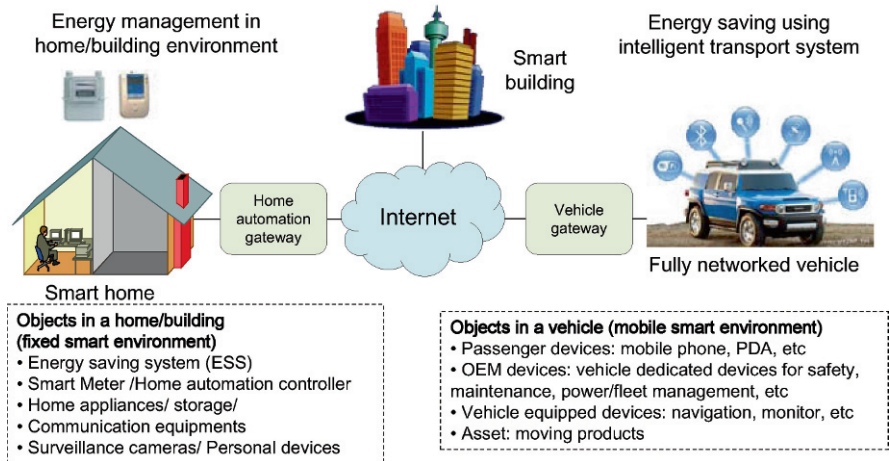 Energy management in
home/building environment
Smart
building
Energy saving using
intelligent transport system
Home
automation
gateway
Internet
Vehicle
gateway
Smart home
Fully networked vehicle
Objects in a home/building
(fixed smart environment)
• Energy saving system (ESS)
• Smart Meter /Home automation controller
• Home appliances/ storage/
• Communication equipments
• Surveillance cameras/ Personal devices
Objects in a vehicle (mobile smart environment)
• Passenger devices: mobile phone, PDA, etc
• OEM devices: vehicle dedicated devices for safety,
maintenance, power/fleet management, etc
• Vehicle equipped devices: navigation, monitor, etc
• Asset: moving products